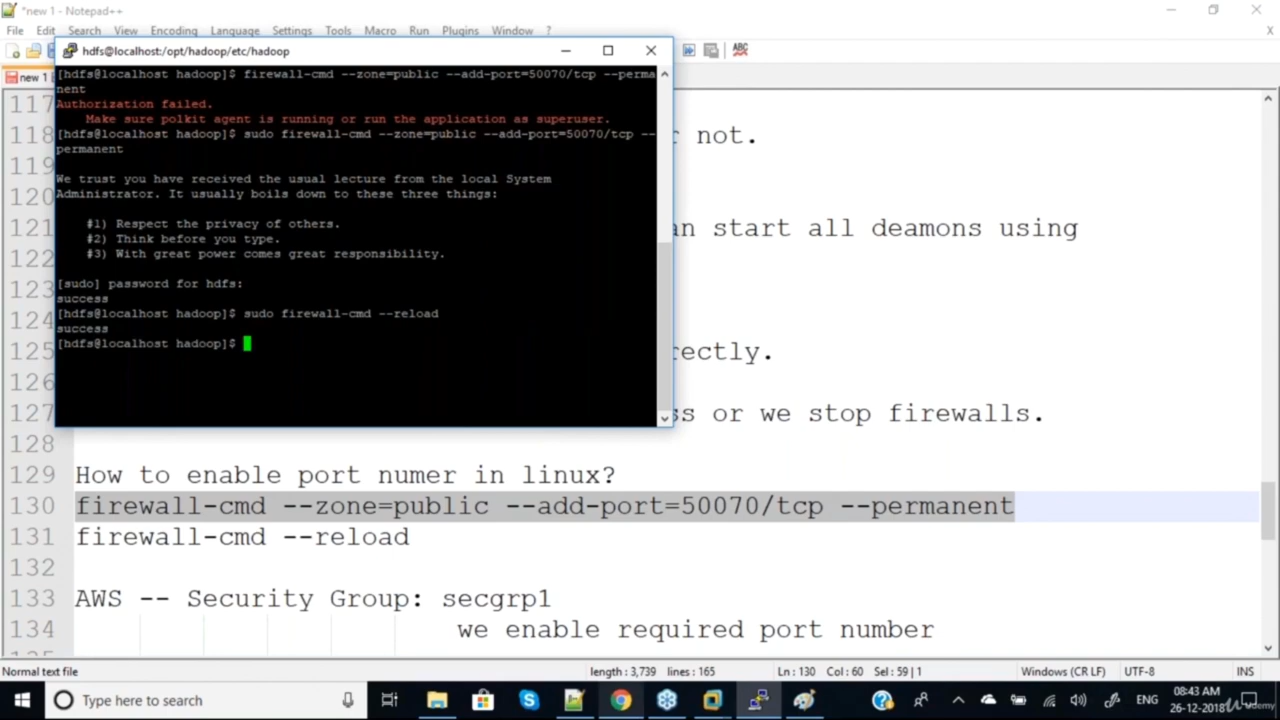 *new 1 - Notepad++
File Edit Search View Encoding Language Settings Tools Macro Run Plugins Window ? X
hdfs@localhost:/opt/hadoop/etc/hadoop
ABC
new 1
[hdfs@localhost hadoop]$ firewall-cmd --zone=public --add-port=50070/tcp --perma
nent
Authorization failed.
Make sure polkit agent is running or run the application as superuser.
[hdfs@localhost hadoop]$ sudo firewall-cmd --zone=public --add-port=50070/tcp --
permanent
We trust you have received the usual lecture from the local System
Administrator. It usually boils down to these three things:
#1) Respect the privacy of others.
#2) Think before you type.
#3) With great power comes great responsibility.
[sudo] password for hdfs:
success
[hdfs@localhost hadoop]$ sudo firewall-cmd --reload
success
[hdfs@localhost hadoop]$
117
118 r not.
119
120
121 an start all deamons using
122
123
124
125 rectly.
126
127 ss or we stop firewalls.
128
129 How to enable port numer in linux?
130 firewall-cmd --zone=public --add-port=50070/tcp --permanent
131 firewall-cmd --reload
132
133 AWS -- Security Group: secgrp1
134 we enable required port number
Normal text file length : 3,739 lines : 165 Ln : 130 Col : 60 Sel : 59 | 1 Windows (CR LF) UTF-8 INS
Type here to search ENG 08:43 AM
26-12-2018
Udemy